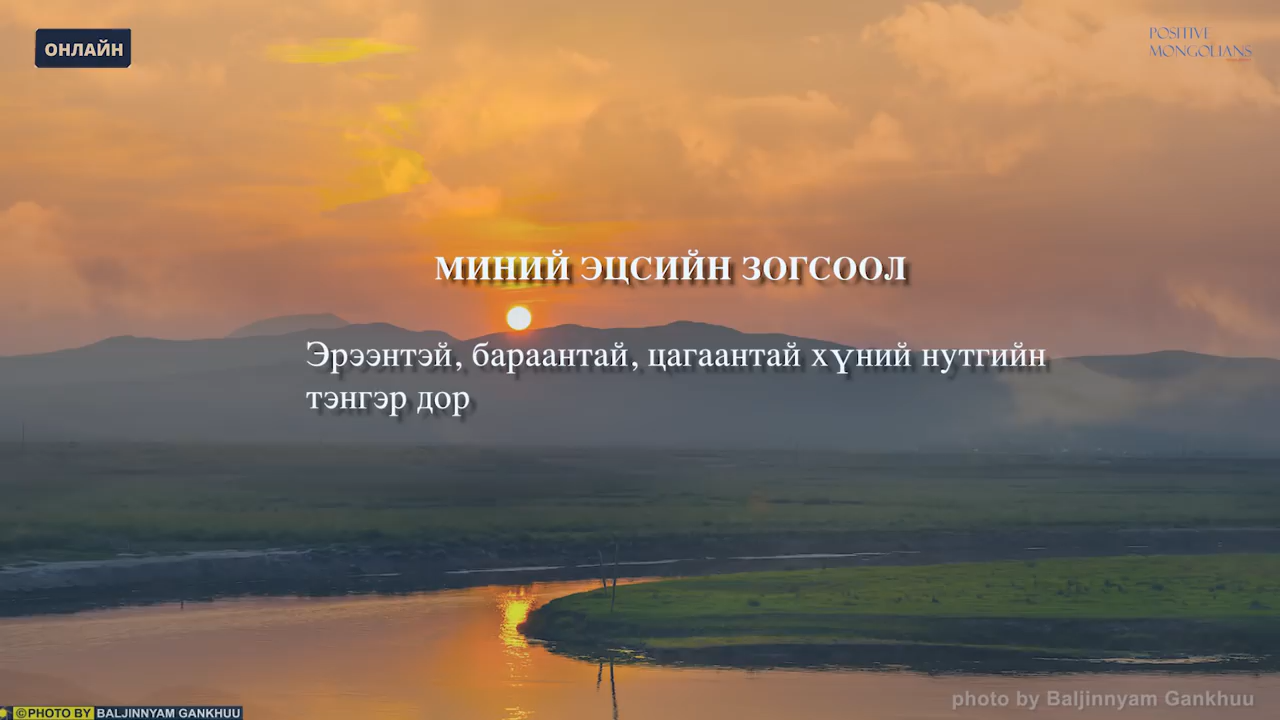 ОНЛАЙН
POSITIVE
MONGOLIANS
МИНИЙ ЭЦСИЙН ЗОГСООЛ
Эрээнтэй, бараантай, цагаантай хүний нутгийн
тэнгэр дор
©PHOTO BY BALJINNYAM GANKHUU
photo by Baljinnyam Gankhuu